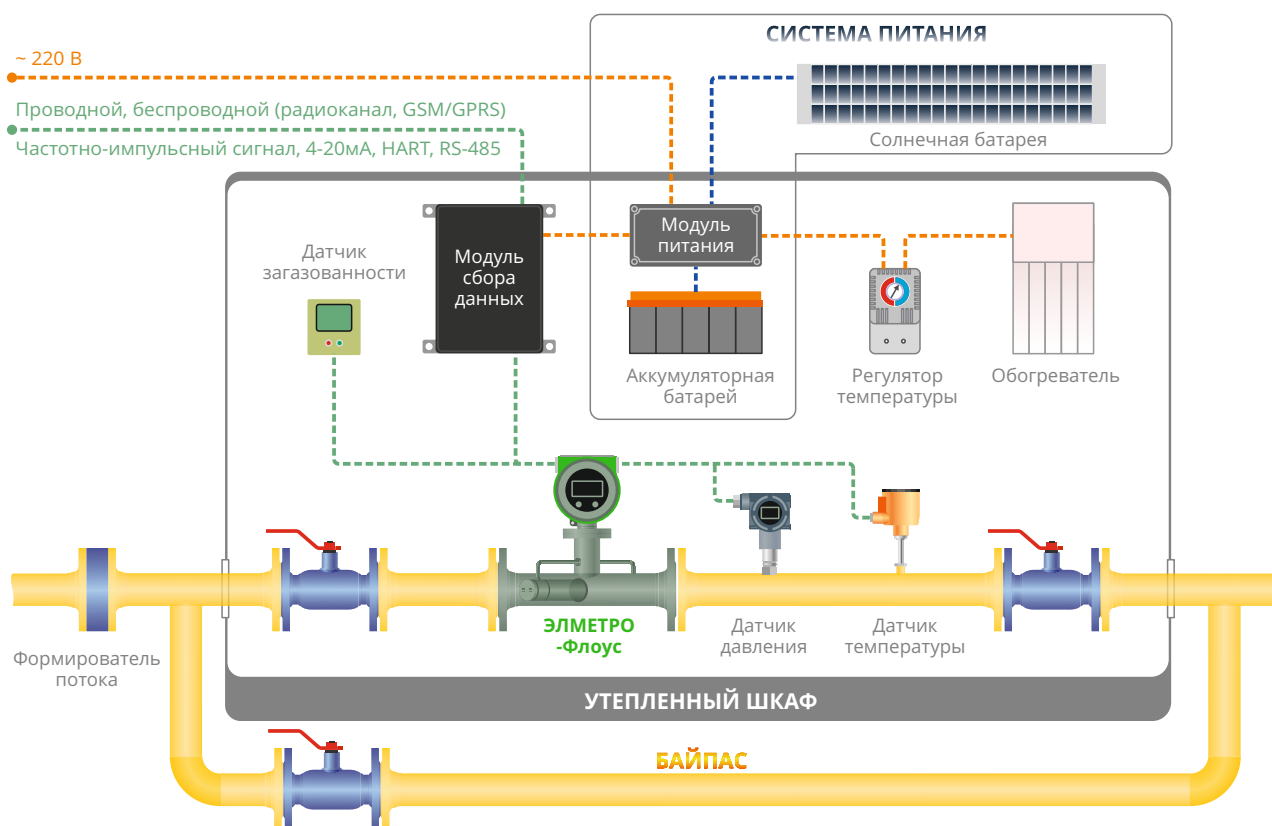 СИСТЕМА ПИТАНИЯ
~ 220 В
Проводной, беспроводной (радиоканал, GSM/GPRS)
Частотно-импульсный сигнал, 4-20мА, HART, RS-485
Солнечная батарея
Датчик
загазованности
Модуль
сбора
данных
Модуль
питания
Аккумуляторная
батарей
Регулятор
температуры
Обогреватель
Формирователь
потока
ЭЛМЕТРО
-Флоус
Датчик
давления
Датчик
температуры
УТЕПЛЕННЫЙ ШКАФ
БАЙПАС